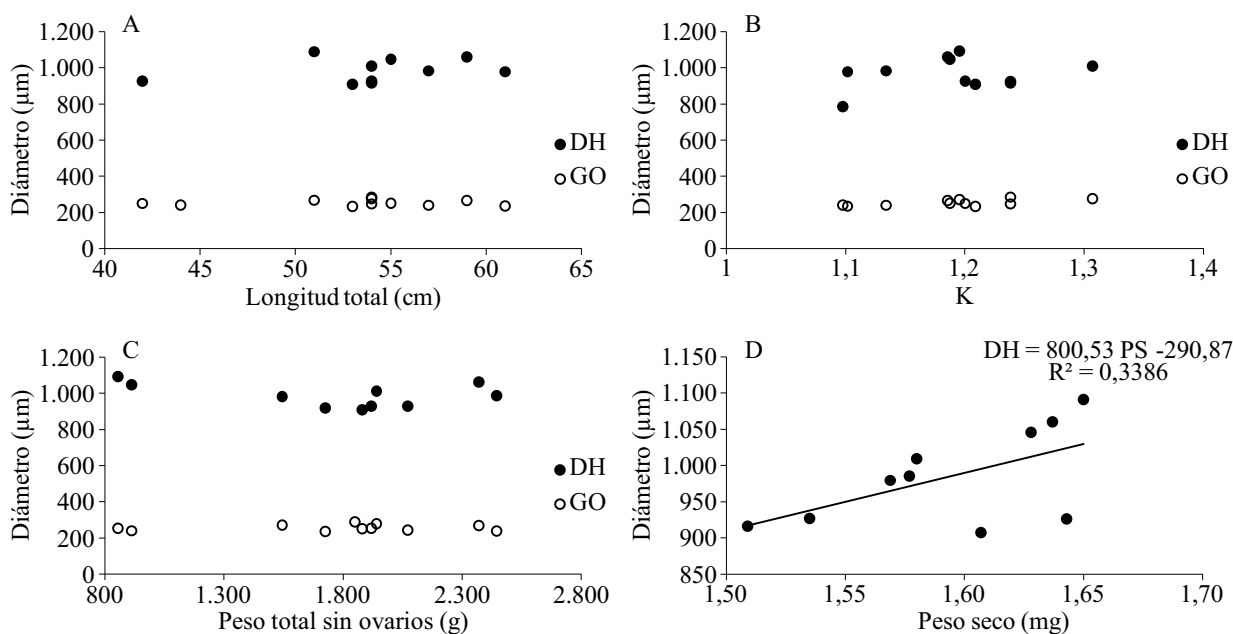 A
1.200
1.000
800
600
400
200
0
Diámetro (µm)
40 45 50 55 60 65
Longitud total (cm)
DH
GO
B
1.200
1.000
800
600
400
200
0
Diámetro (µm)
1 1,1 1,2 1,3 1,4
K
DH
GO
C
1.200
1.000
800
600
400
200
0
Diámetro (µm)
800 1.300 1.800 2.300 2.800
Peso total sin ovarios (g)
DH
GO
D
DH = 800,53 PS -290,87
R² = 0,3386
1.150
1.100
1.050
1.000
950
900
850
Diámetro (µm)
1,50 1,55 1,60 1,65 1,70
Peso seco (mg)